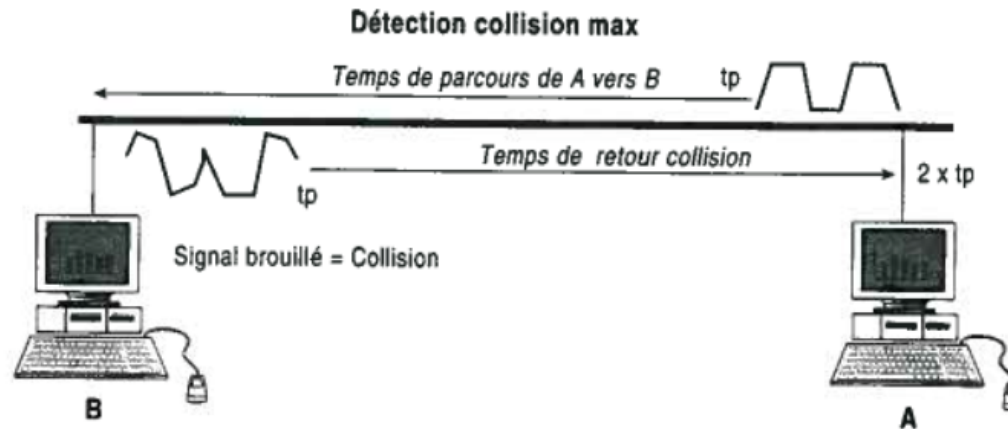 Détection collision max
Temps de parcours de A vers B
tp
Temps de retour collision
2 x tp
tp
Signal brouillé = Collision
B
A